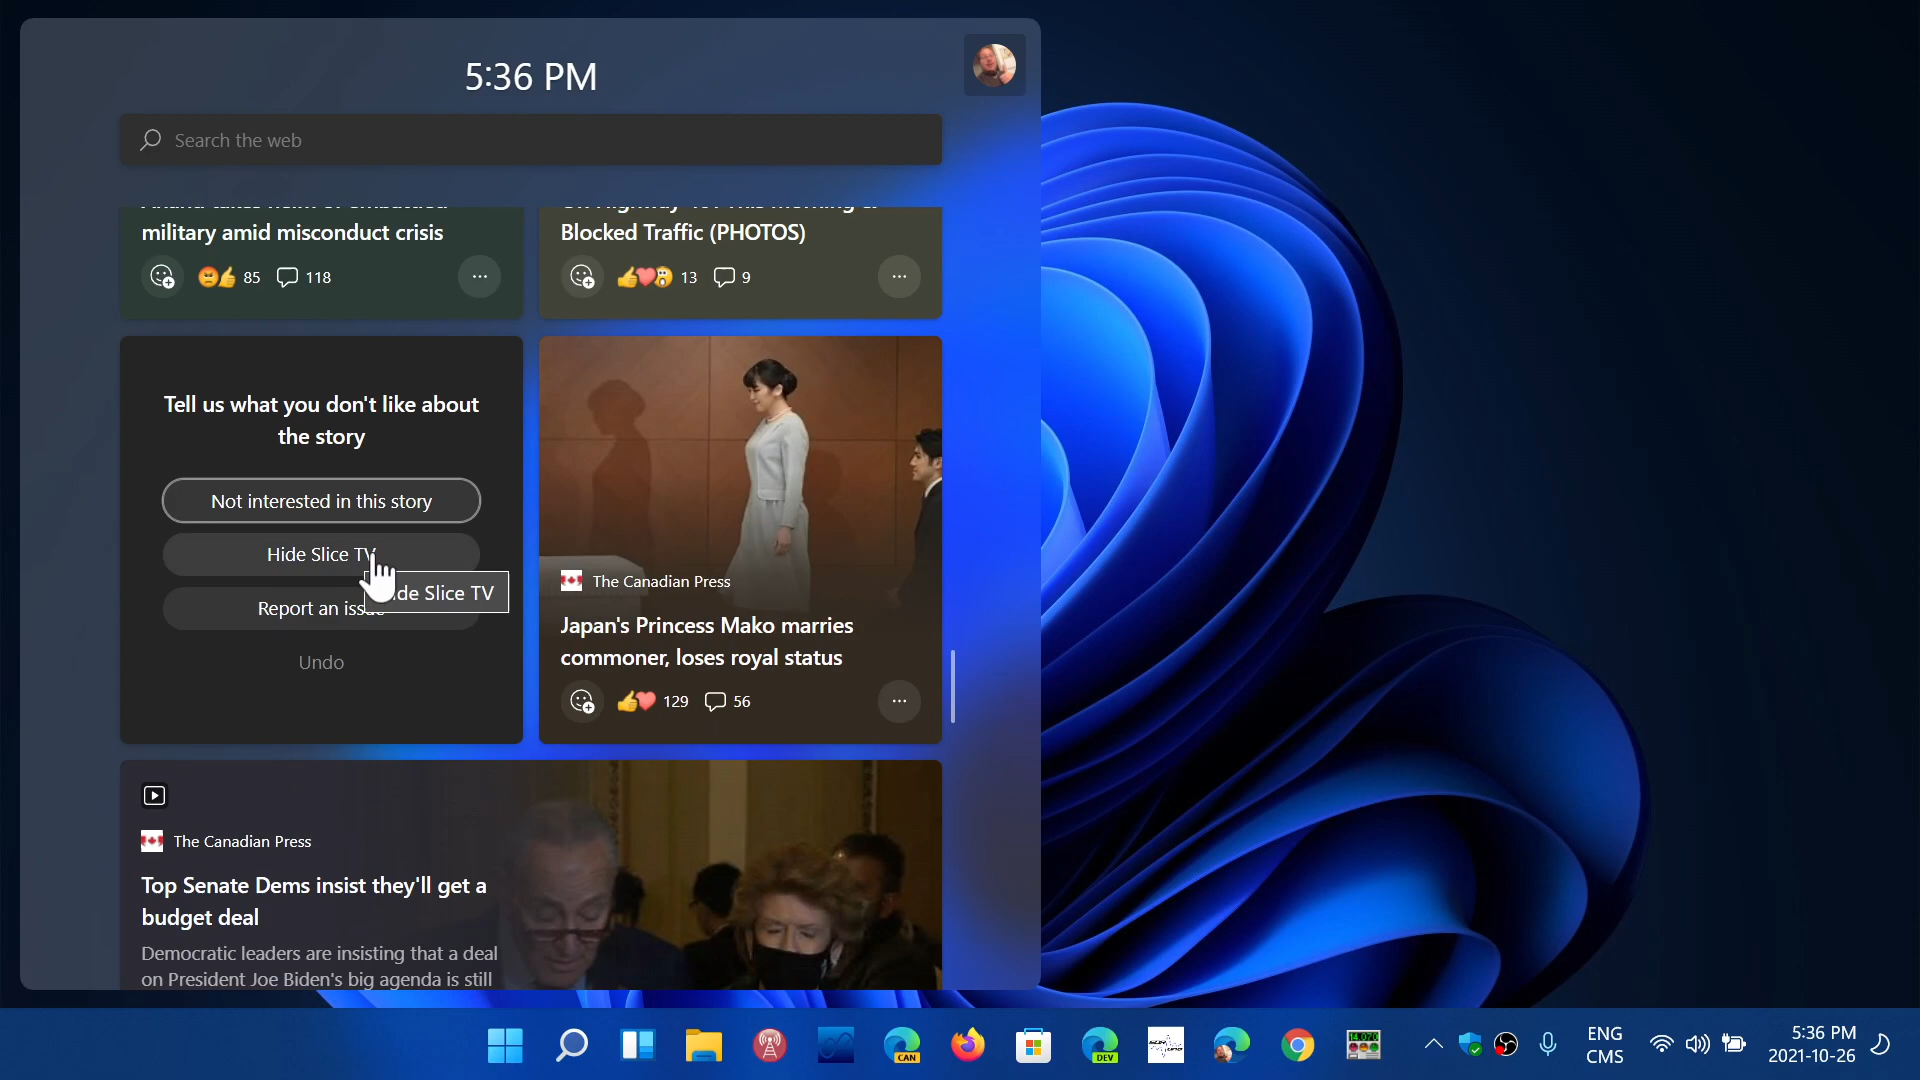 5:36 PM
Search the web
military amid misconduct crisis
85
118
Blocked Traffic (PHOTOS)
13
9
Tell us what you don't like about
the story
Not interested in this story
Hide Slice TV
de Slice TV
Report an issue
Undo
The Canadian Press
Japan's Princess Mako marries
commoner, loses royal status
129
56
The Canadian Press
Top Senate Dems insist they'll get a
budget deal
Democratic leaders are insisting that a deal
on President Joe Biden's big agenda is still
CAN
DEV
ENG
CMS
5:36 PM
2021-10-26